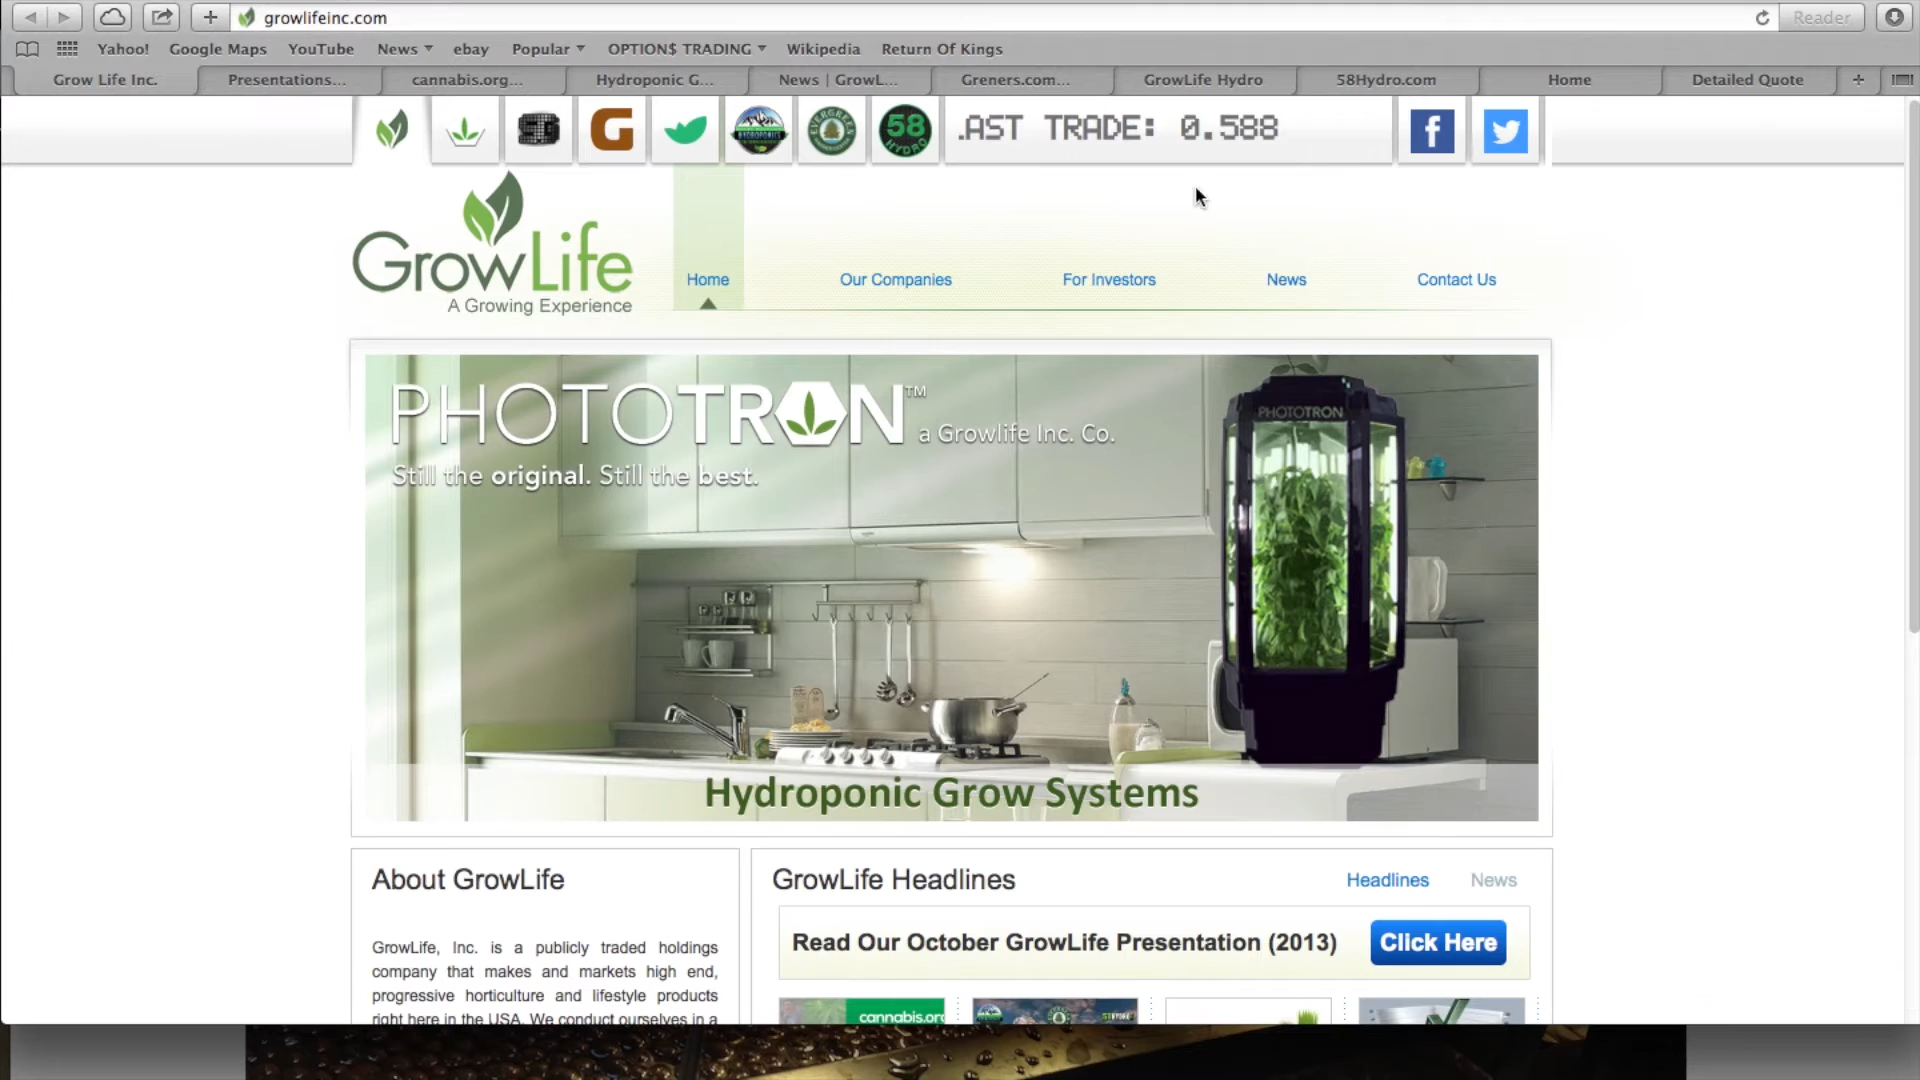 growlifeinc.com
Reader
Yahoo! Google Maps YouTube News ebay Popular OPTION$ TRADING Wikipedia Return Of Kings
Grow Life Inc. Presentations... cannabis.org... Hydroponic G... News | GrowL... Greners.com... GrowLife Hydro 58Hydro.com Home Detailed Quote
SG G EVERGREEN 58 HYDRO .AST TRADE: 0.588
GrowLife
A Growing Experience
Home Our Companies For Investors News Contact Us
PHOTOTRON™ a Growlife Inc. Co.
Still the original. Still the best.
PHOTOTRON
Hydroponic Grow Systems
About GrowLife
GrowLife, Inc. is a publicly traded holdings
company that makes and markets high end,
progressive horticulture and lifestyle products
right here in the USA. We conduct ourselves in a
GrowLife Headlines Headlines News
Read Our October GrowLife Presentation (2013) Click Here
cannabis.org